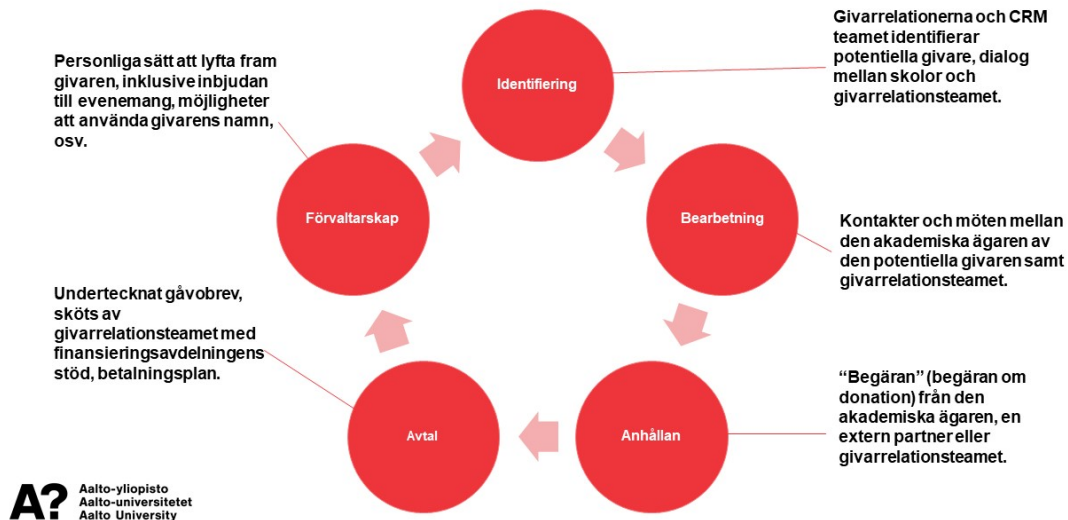 Identifiering
Givarrelationerna och CRM
teamet identifierar
potentiella givare, dialog
mellan skolor och
givarrelationsteamet.
Bearbetning
Kontakter och möten mellan
den akademiska ägaren av
den potentiella givaren samt
givarrelationsteamet.
Anhållan
“Begäran” (begäran om
donation) från den
akademiska ägaren, en
extern partner eller
givarrelationsteamet.
Avtal
Undertecknat gåvobrev,
sköts av
givarrelationsteamet med
finansieringsavdelningens
stöd, betalningsplan.
Förvaltarskap
Personliga sätt att lyfta fram
givaren, inklusive inbjudan
till evenemang, möjligheter
att använda givarens namn,
osv.
A?
Aalto-yliopisto
Aalto-universitetet
Aalto University